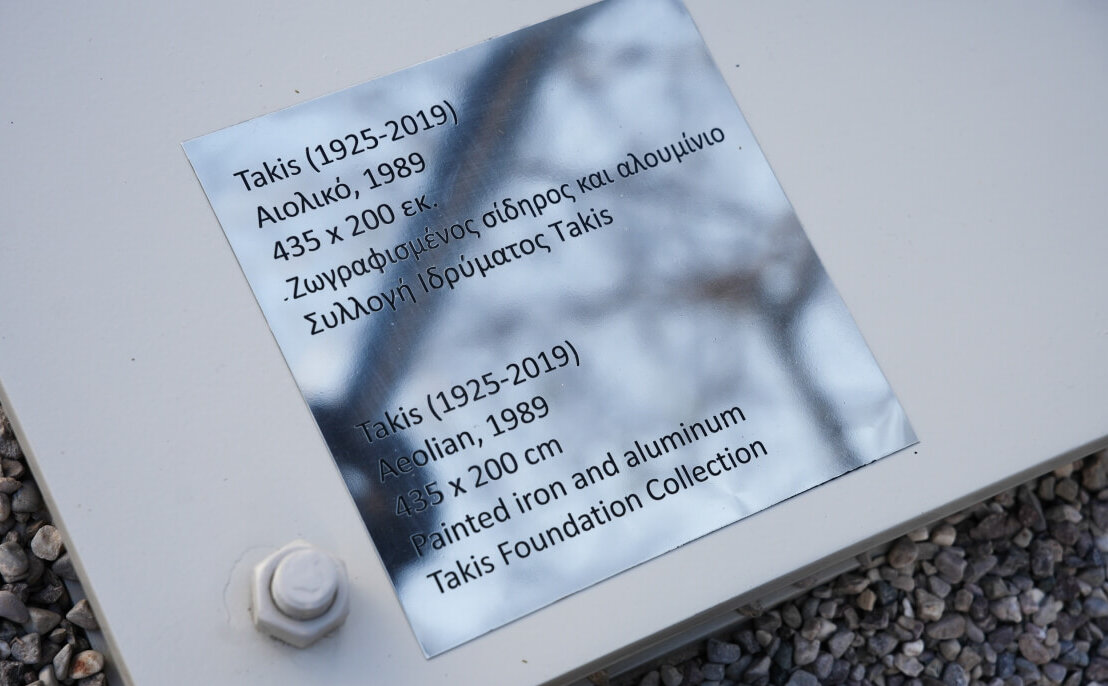 Takis (1925-2019)
Αιολικό, 1989
435 x 200 εκ.
Ζωγραφισμένος σίδηρος και αλουμίνιο
Συλλογή Ιδρύματος Takis
Takis (1925-2019)
Aeolian, 1989
435 x 200 cm
Painted iron and aluminum
Takis Foundation Collection